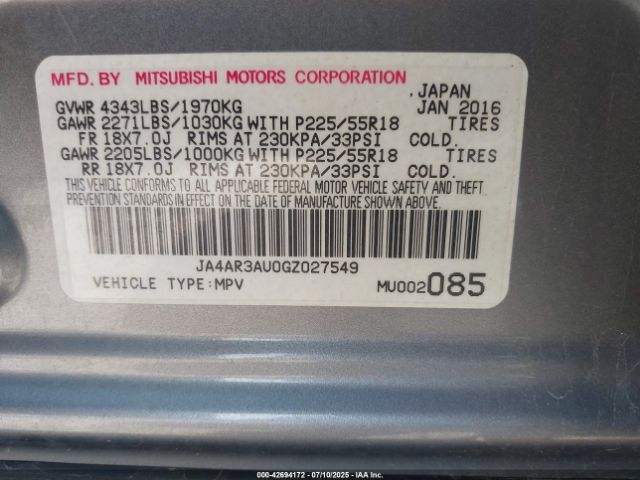 MFD. BY MITSUBISHI MOTORS CORPORATION
, JAPAN
GVWR 4343LBS/1970KG JAN 2016
GAWR 2271LBS/1030KG WITH P225/55R18 TIRES
FR 18X7.0J RIMS AT 230KPA/33PSI COLD.
GAWR 2205LBS/1000KG WITH P225/55R18 TIRES
RR 18X7.0J RIMS AT 230KPA/33PSI COLD.
THIS VEHICLE CONFORMS TO ALL APPLICABLE FEDERAL MOTOR VEHICLE SAFETY AND THEFT
PREVENTION STANDARDS IN EFFECT ON THE DATE OF MANUFACTURE SHOWN ABOVE.
JA4AR3AU0GZ027549
VEHICLE TYPE:MPV MU002085
000-42694172 - 07/10/2025 - IAA Inc.